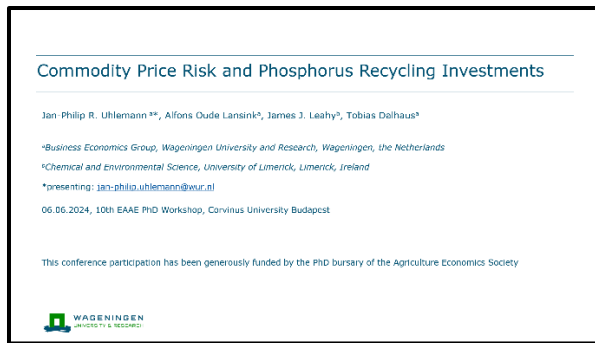 Commodity Price Risk and Phosphorus Recycling Investments
Jan-Philip R. Uhlemann ᵃ*, Alfons Oude Lansinkᵃ, James J. Leahyᵇ, Tobias Dalhausᵃ
ᵃBusiness Economics Group, Wageningen University and Research, Wageningen, the Netherlands
ᵇChemical and Environmental Science, University of Limerick, Limerick, Ireland
*presenting: jan-philip.uhlemann@wur.nl
06.06.2024, 10th EAAE PhD Workshop, Corvinus University Budapest
This conference participation has been generously funded by the PhD bursary of the Agriculture Economics Society
WAGENINGEN
UNIVERSITY & RESEARCH